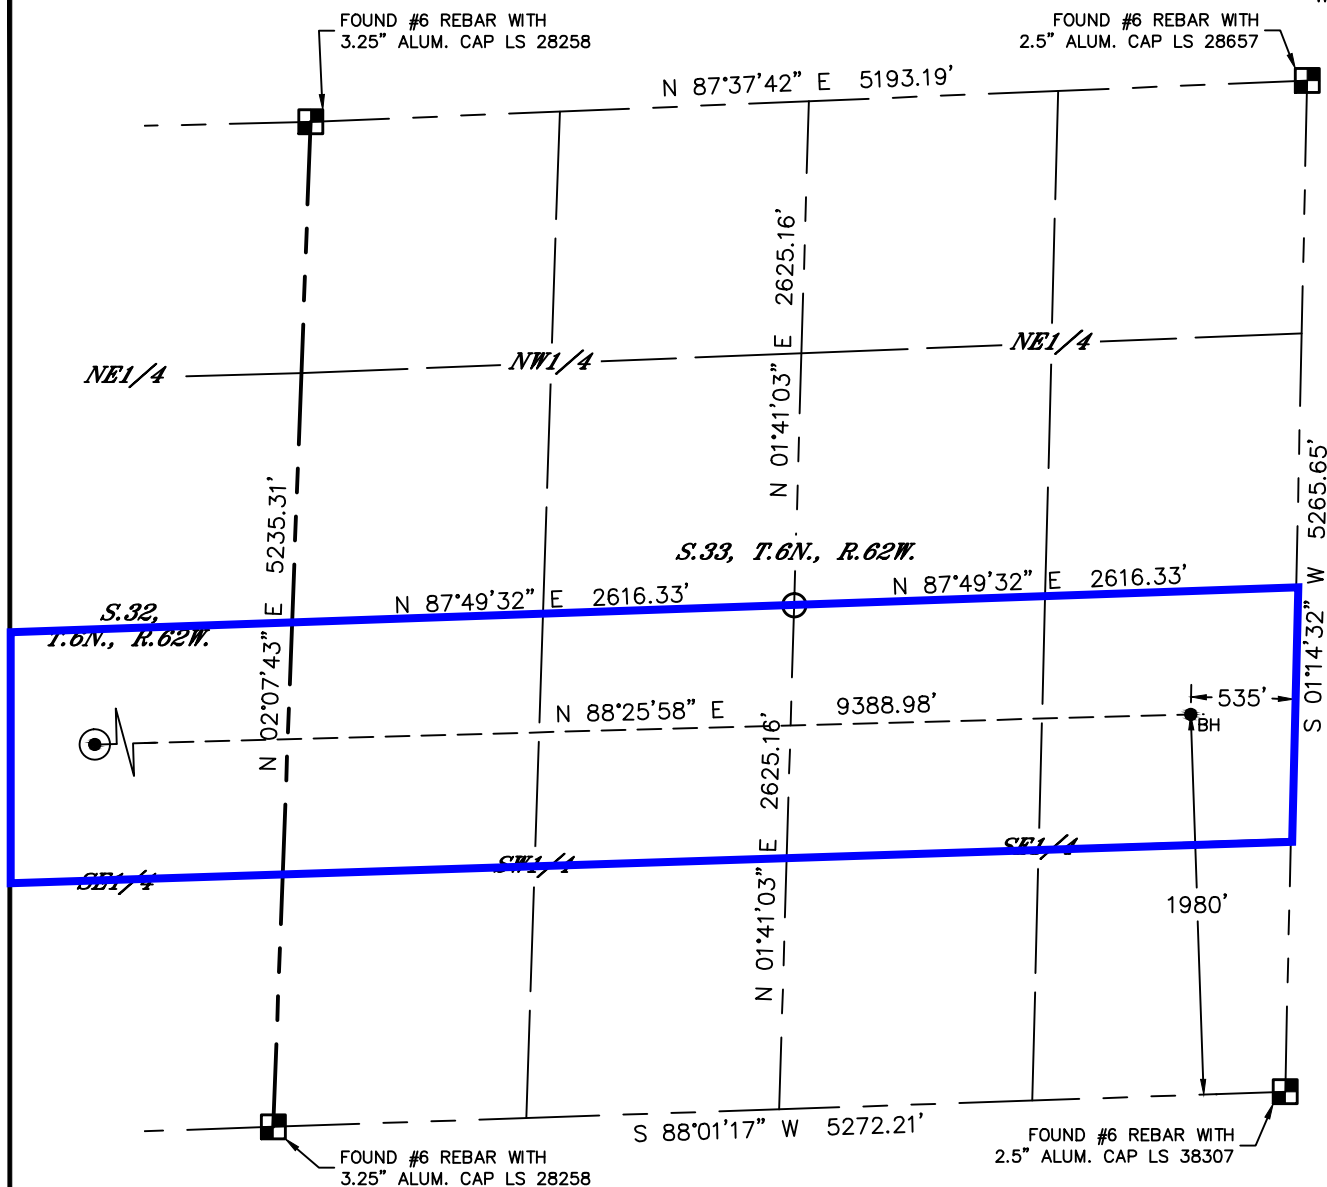 FOUND #6 REBAR WITH
3.25" ALUM. CAP LS 28258
FOUND #6 REBAR WITH
2.5" ALUM. CAP LS 28657
N 87°37'42" E 5193.19'
N 01°41'03" E 2625.16'
NE1/4
NW1/4
NE1/4
N 02°07'43" E 5235.31'
S 01°14'32" W 5265.65'
S.33, T.6N., R.62W.
N 87°49'32" E 2616.33'
N 87°49'32" E 2616.33'
S.32,
T.6N., R.62W.
N 88°25'58" E 9388.98'
535'
BH
N 01°41'03" E 2625.16'
SE1/4
SW1/4
SE1/4
1980'
S 88°01'17" W 5272.21'
FOUND #6 REBAR WITH
3.25" ALUM. CAP LS 28258
FOUND #6 REBAR WITH
2.5" ALUM. CAP LS 38307